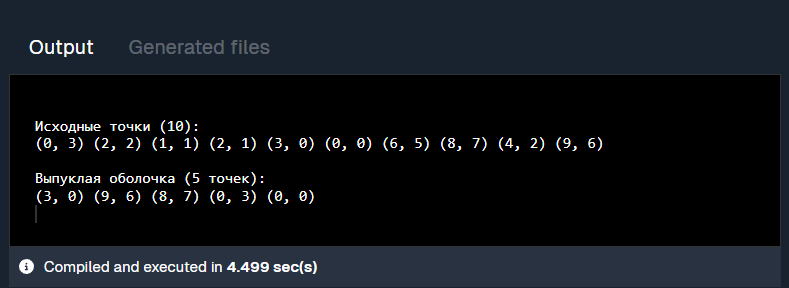 Output Generated files
Исходные точки (10):
(0, 3) (2, 2) (1, 1) (2, 1) (3, 0) (0, 0) (6, 5) (8, 7) (4, 2) (9, 6)
Выпуклая оболочка (5 точек):
(3, 0) (9, 6) (8, 7) (0, 3) (0, 0)
Compiled and executed in 4.499 sec(s)